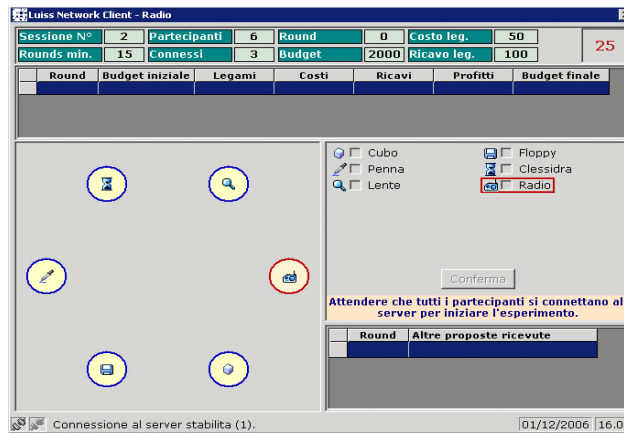 Luiss Network Client - Radio
Sessione N° 2 Partecipanti 6 Round 0 Costo leg. 50
25
Rounds min. 15 Connessi 3 Budget 2000 Ricavo leg. 100
Round Budget iniziale Legami Costi Ricavi Profitti Budget finale
Cubo Floppy
Penna Clessidra
Lente Radio
Conferma
Attendere che tutti i partecipanti si connettano al
server per iniziare l'esperimento.
Round Altre proposte ricevute
Connessione al server stabilita (1). 01/12/2006 16.0